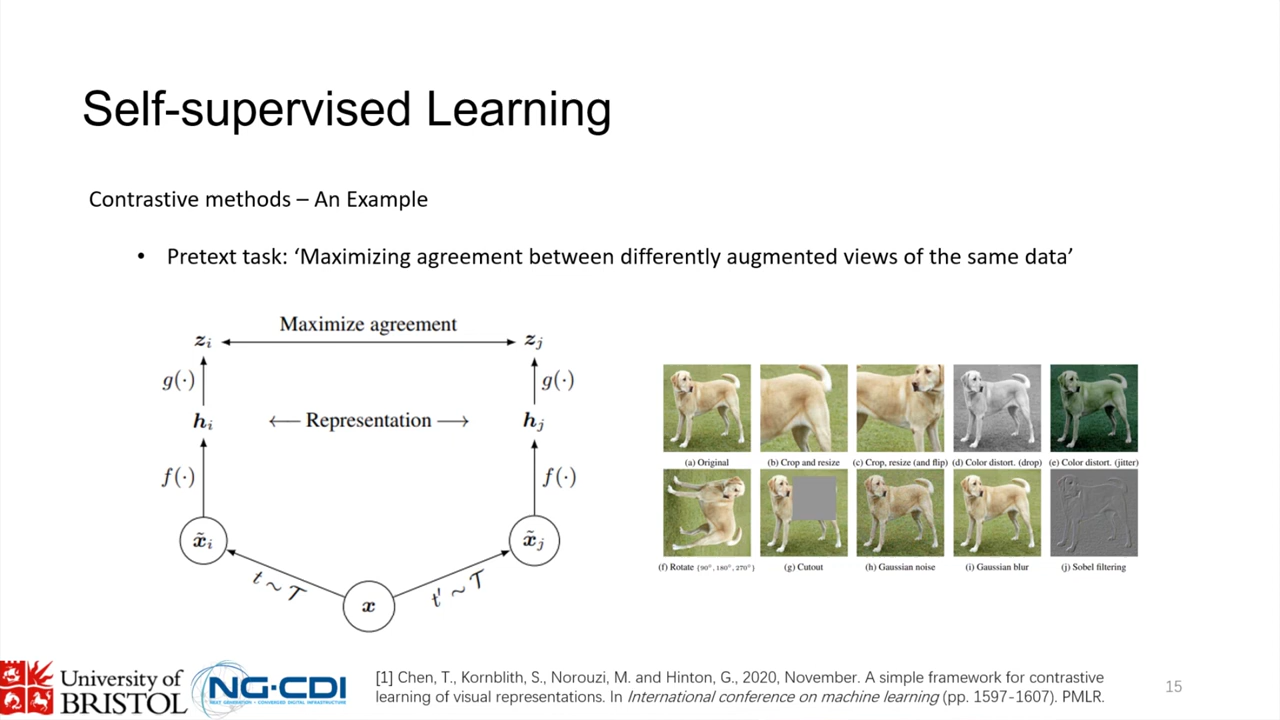 Self-supervised Learning
Contrastive methods – An Example
• Pretext task: ‘Maximizing agreement between differently augmented views of the same data’
Maximize agreement
z_i
z_j
g(·)
g(·)
h_i
← Representation →
h_j
f(·)
f(·)
x̃_i
x̃_j
t ∼ 𝒯
t′ ∼ 𝒯
x
(a) Original
(b) Crop and resize
(c) Crop, resize (and flip)
(d) Color distort. (drop)
(e) Color distort. (jitter)
(f) Rotate {90°, 180°, 270°}
(g) Cutout
(h) Gaussian noise
(i) Gaussian blur
(j) Sobel filtering
University of
BRISTOL
NG-CDI
NEXT GENERATION - CONVERGED DIGITAL INFRASTRUCTURE
[1] Chen, T., Kornblith, S., Norouzi, M. and Hinton, G., 2020, November. A simple framework for contrastive
learning of visual representations. In International conference on machine learning (pp. 1597-1607). PMLR.
15